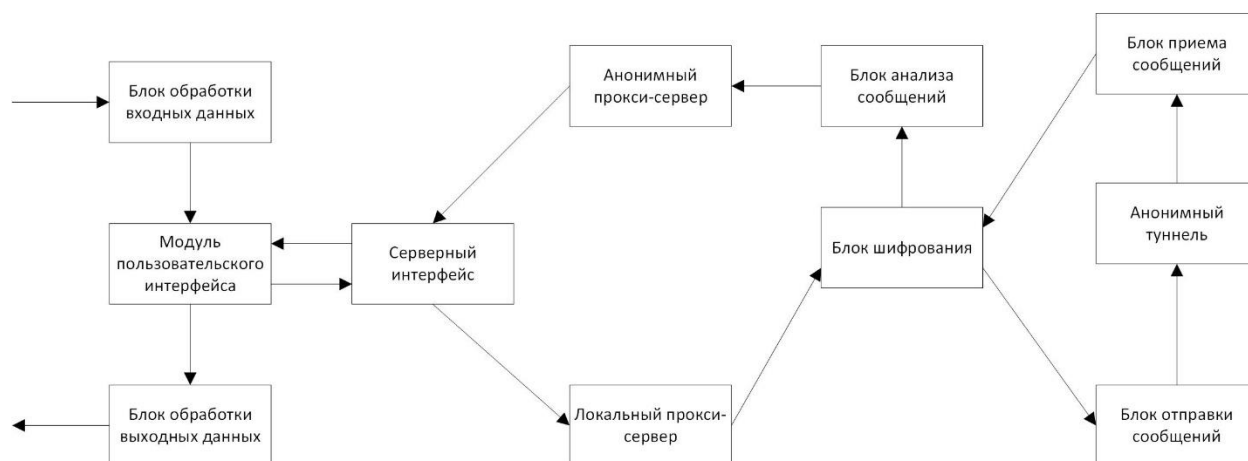 Блок обработки
входных данных
Анонимный
прокси-сервер
Блок анализа
сообщений
Блок приема
сообщений
Модуль
пользовательского
интерфейса
Серверный
интерфейс
Блок шифрования
Анонимный
туннель
Блок обработки
выходных данных
Локальный прокси-
сервер
Блок отправки
сообщений